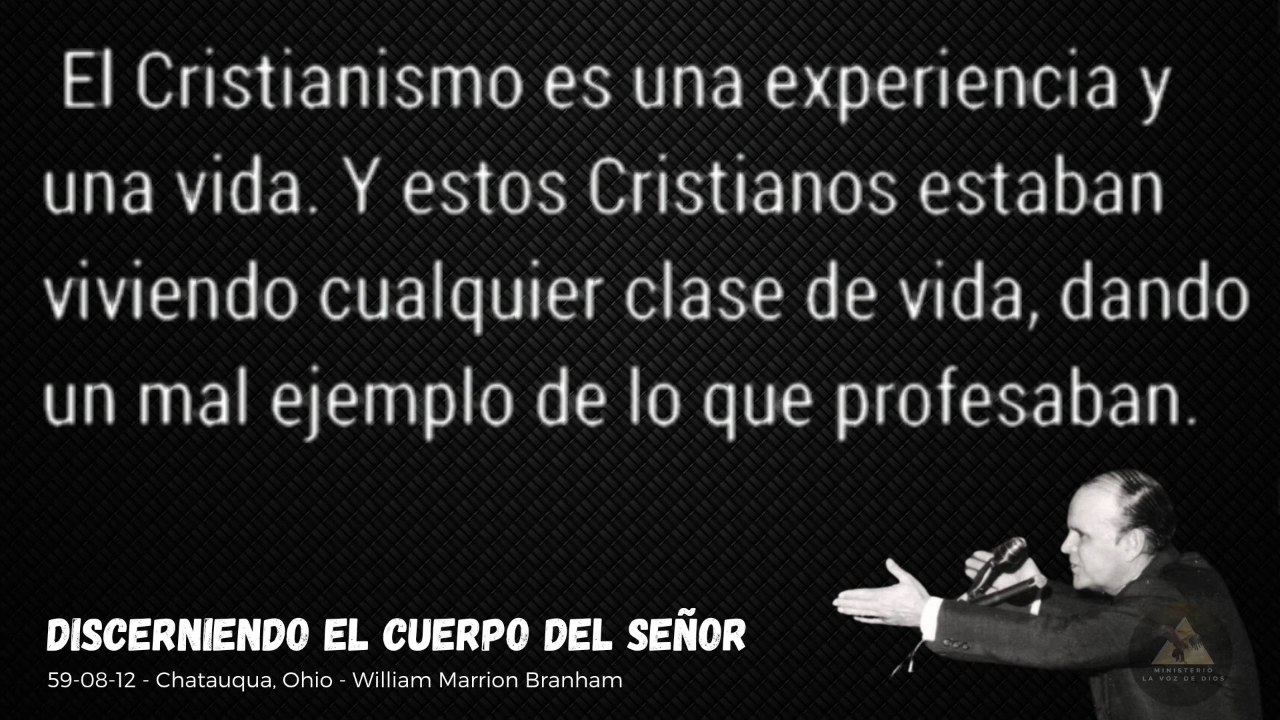 El Cristianismo es una experiencia y
una vida. Y estos Cristianos estaban
viviendo cualquier clase de vida, dando
un mal ejemplo de lo que profesaban.
DISCERNIENDO EL CUERPO DEL SEÑOR
59-08-12 - Chatauqua, Ohio - William Marrion Branham
MINISTERIO
LA VOZ DE DIOS